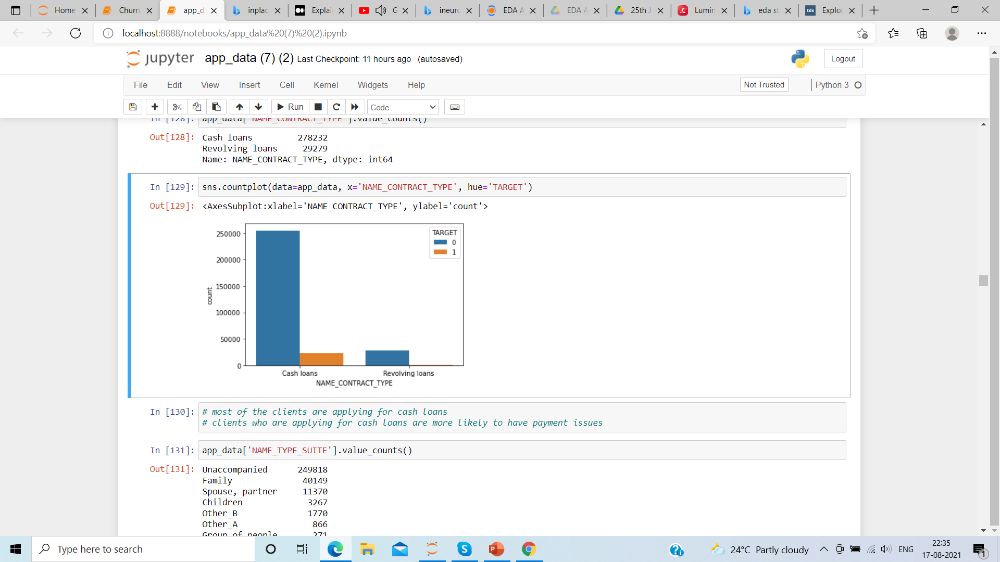 Home
Churn
app_d
inplac
Explai
G
ineuro
EDA A
EDA A
25th J
Lumin
eda st
tds
Explor
localhost:8888/notebooks/app_data%20(7)%20(2).ipynb
jupyter app_data (7) (2) Last Checkpoint: 11 hours ago (autosaved)
Logout
File Edit View Insert Cell Kernel Widgets Help
Not Trusted
Python 3
Run
Code
In [128]: app_data['NAME_CONTRACT_TYPE'].value_counts()
Out[128]: Cash loans 278232
Revolving loans 29279
Name: NAME_CONTRACT_TYPE, dtype: int64
In [129]: sns.countplot(data=app_data, x='NAME_CONTRACT_TYPE', hue='TARGET')
Out[129]: <AxesSubplot:xlabel='NAME_CONTRACT_TYPE', ylabel='count'>
TARGET
0
1
250000
200000
150000
100000
50000
0
count
Cash loans Revolving loans
NAME_CONTRACT_TYPE
In [130]: # most of the clients are applying for cash loans
# clients who are applying for cash loans are more likely to have payment issues
In [131]: app_data['NAME_TYPE_SUITE'].value_counts()
Out[131]: Unaccompanied 249818
Family 40149
Spouse, partner 11370
Children 3267
Other_B 1770
Other_A 866
Group of people 271
Type here to search
24°C Partly cloudy
ENG
22:35
17-08-2021
1